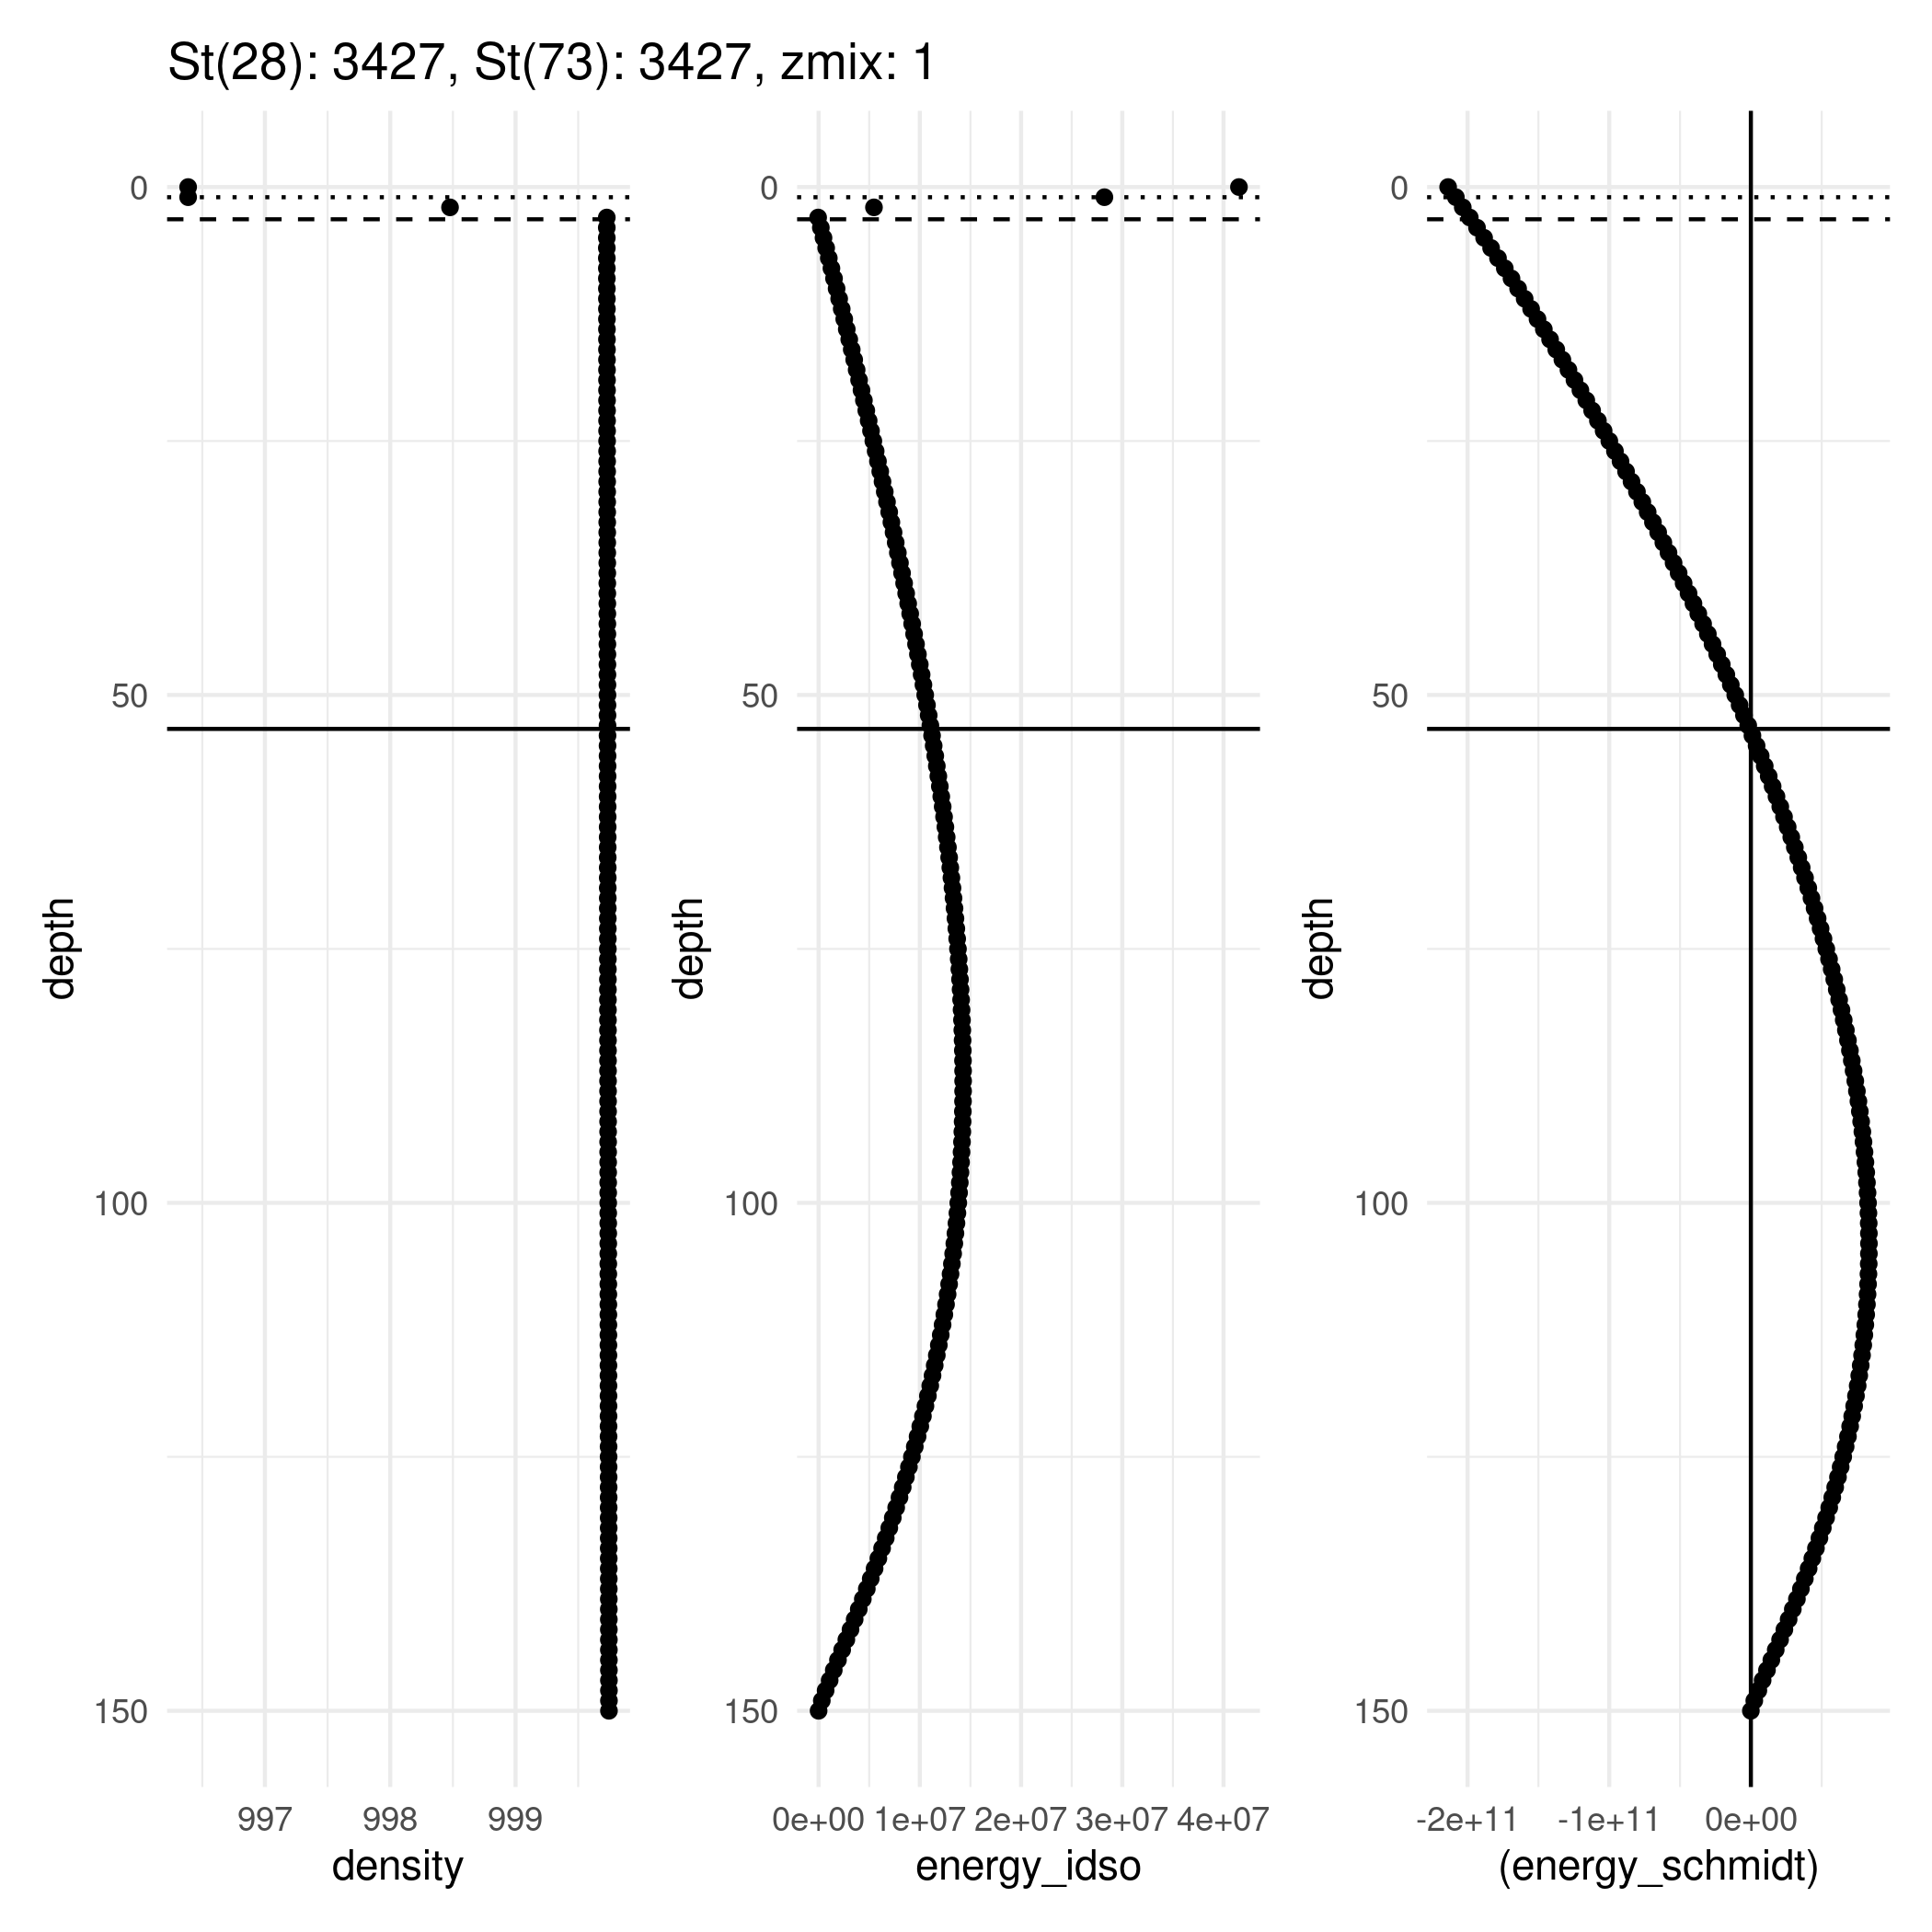 St(28): 3427, St(73): 3427, zmix: 1
depth
0
50
100
150
997 998 999
density
depth
0
50
100
150
0e+00 1e+07 2e+07 3e+07 4e+07
energy_idso
depth
0
50
100
150
-2e+11 -1e+11 0e+00
(energy_schmidt)